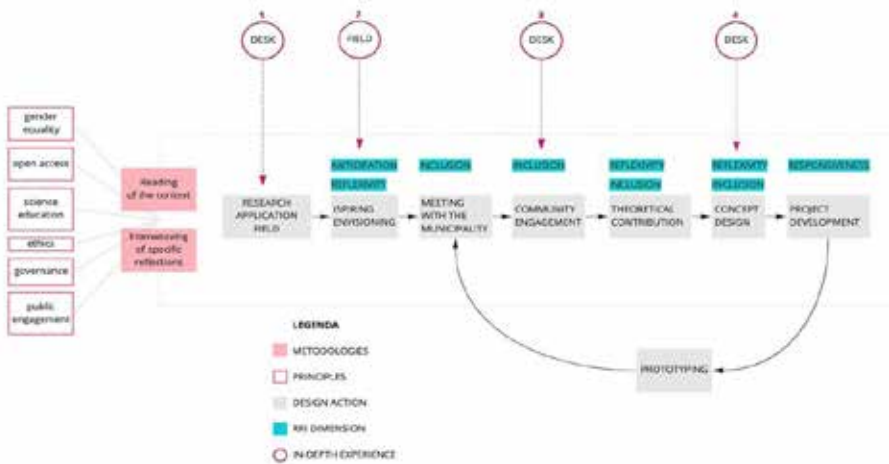 1
2
3
4
DESK
FIELD
DESK
DESK
gender
equality
open access
science
education
ethics
governance
public
engagement
Reading
of the context
Interweaving
of specific
reflections
ANTICIPATION
REFLEXIVITY
INCLUSION
INCLUSION
REFLEXIVITY
INCLUSION
REFLEXIVITY
INCLUSION
RESPONSIVENESS
RESEARCH
APPLICATION
FIELD
ISPIRING
ENVISIONING
MEETING
WITH THE
MUNICIPALITY
COMMUNITY
ENGAGEMENT
THEORETICAL
CONTRIBUTION
CONCEPT
DESIGN
PROJECT
DEVELOPMENT
PROTOTYPING
LEGENDA
METODOLOGIES
PRINCIPLES
DESIGN ACTION
RRI DIMENSION
IN-DEPTH EXPERIENCE